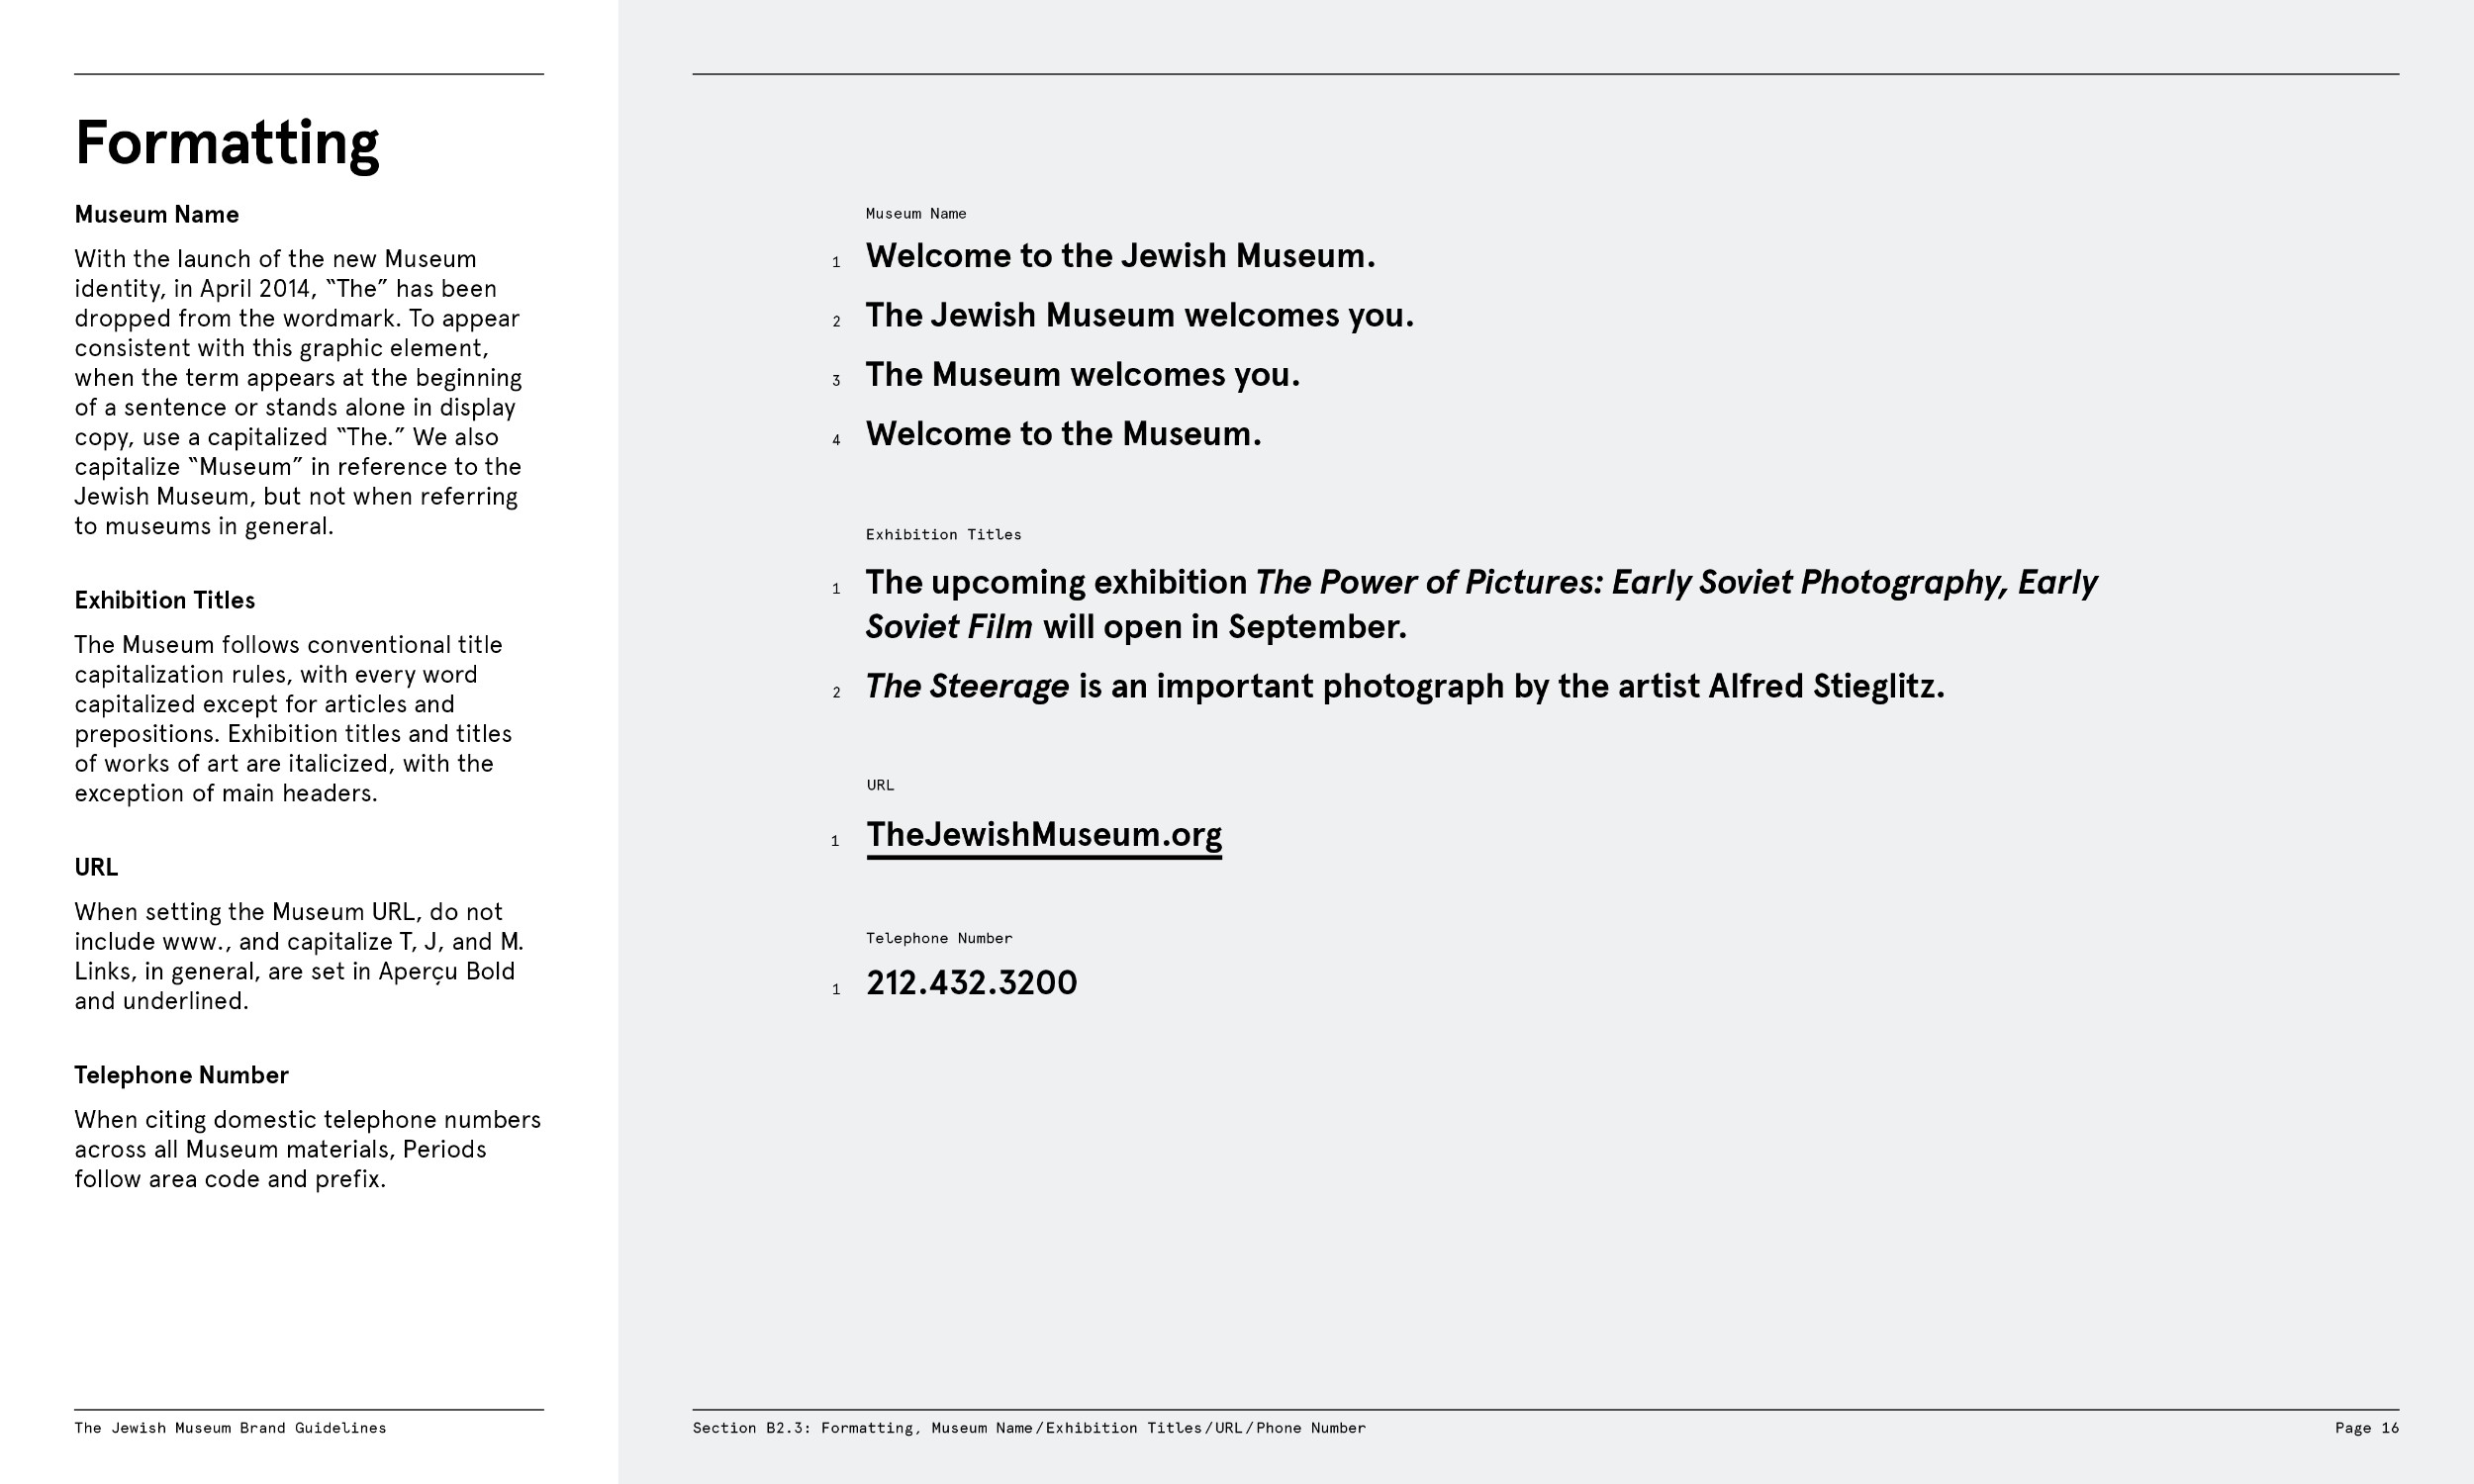 Formatting
Museum Name
With the launch of the new Museum
identity, in April 2014, “The” has been
dropped from the wordmark. To appear
consistent with this graphic element,
when the term appears at the beginning
of a sentence or stands alone in display
copy, use a capitalized “The.” We also
capitalize “Museum” in reference to the
Jewish Museum, but not when referring
to museums in general.
Exhibition Titles
The Museum follows conventional title
capitalization rules, with every word
capitalized except for articles and
prepositions. Exhibition titles and titles
of works of art are italicized, with the
exception of main headers.
URL
When setting the Museum URL, do not
include www., and capitalize T, J, and M.
Links, in general, are set in Aperçu Bold
and underlined.
Telephone Number
When citing domestic telephone numbers
across all Museum materials, Periods
follow area code and prefix.
The Jewish Museum Brand Guidelines
Museum Name
1 Welcome to the Jewish Museum.
2 The Jewish Museum welcomes you.
3 The Museum welcomes you.
4 Welcome to the Museum.
Exhibition Titles
1 The upcoming exhibition The Power of Pictures: Early Soviet Photography, Early
Soviet Film will open in September.
2 The Steerage is an important photograph by the artist Alfred Stieglitz.
URL
1 TheJewishMuseum.org
Telephone Number
1 212.432.3200
Section B2.3: Formatting, Museum Name/Exhibition Titles/URL/Phone Number
Page 16